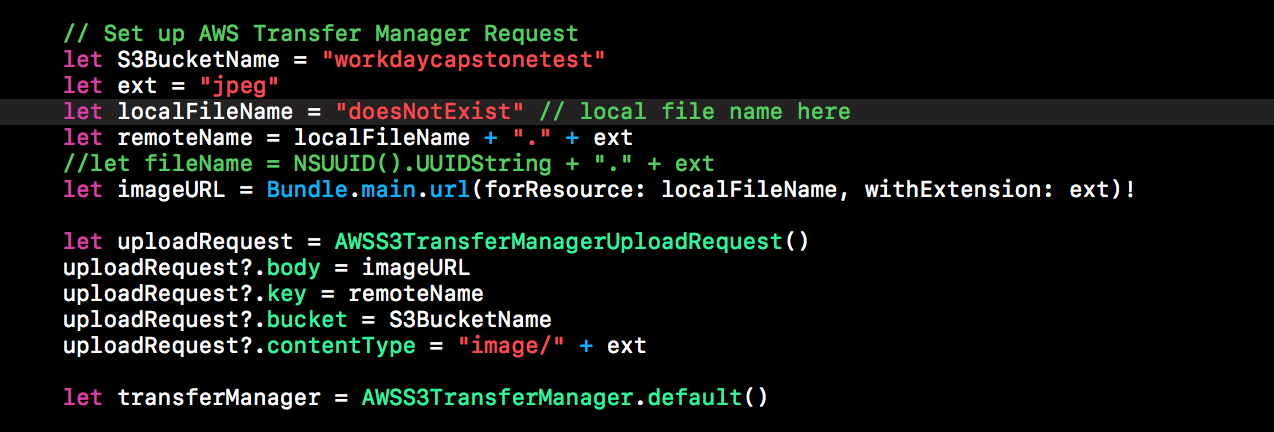 // Set up AWS Transfer Manager Request
let S3BucketName = "workdaycapstonetest"
let ext = "jpeg"
let localFileName = "doesNotExist" // local file name here
let remoteName = localFileName + "." + ext
//let fileName = NSUUID().UUIDString + "." + ext
let imageURL = Bundle.main.url(forResource: localFileName, withExtension: ext)!
let uploadRequest = AWSS3TransferManagerUploadRequest()
uploadRequest?.body = imageURL
uploadRequest?.key = remoteName
uploadRequest?.bucket = S3BucketName
uploadRequest?.contentType = "image/" + ext
let transferManager = AWSS3TransferManager.default()